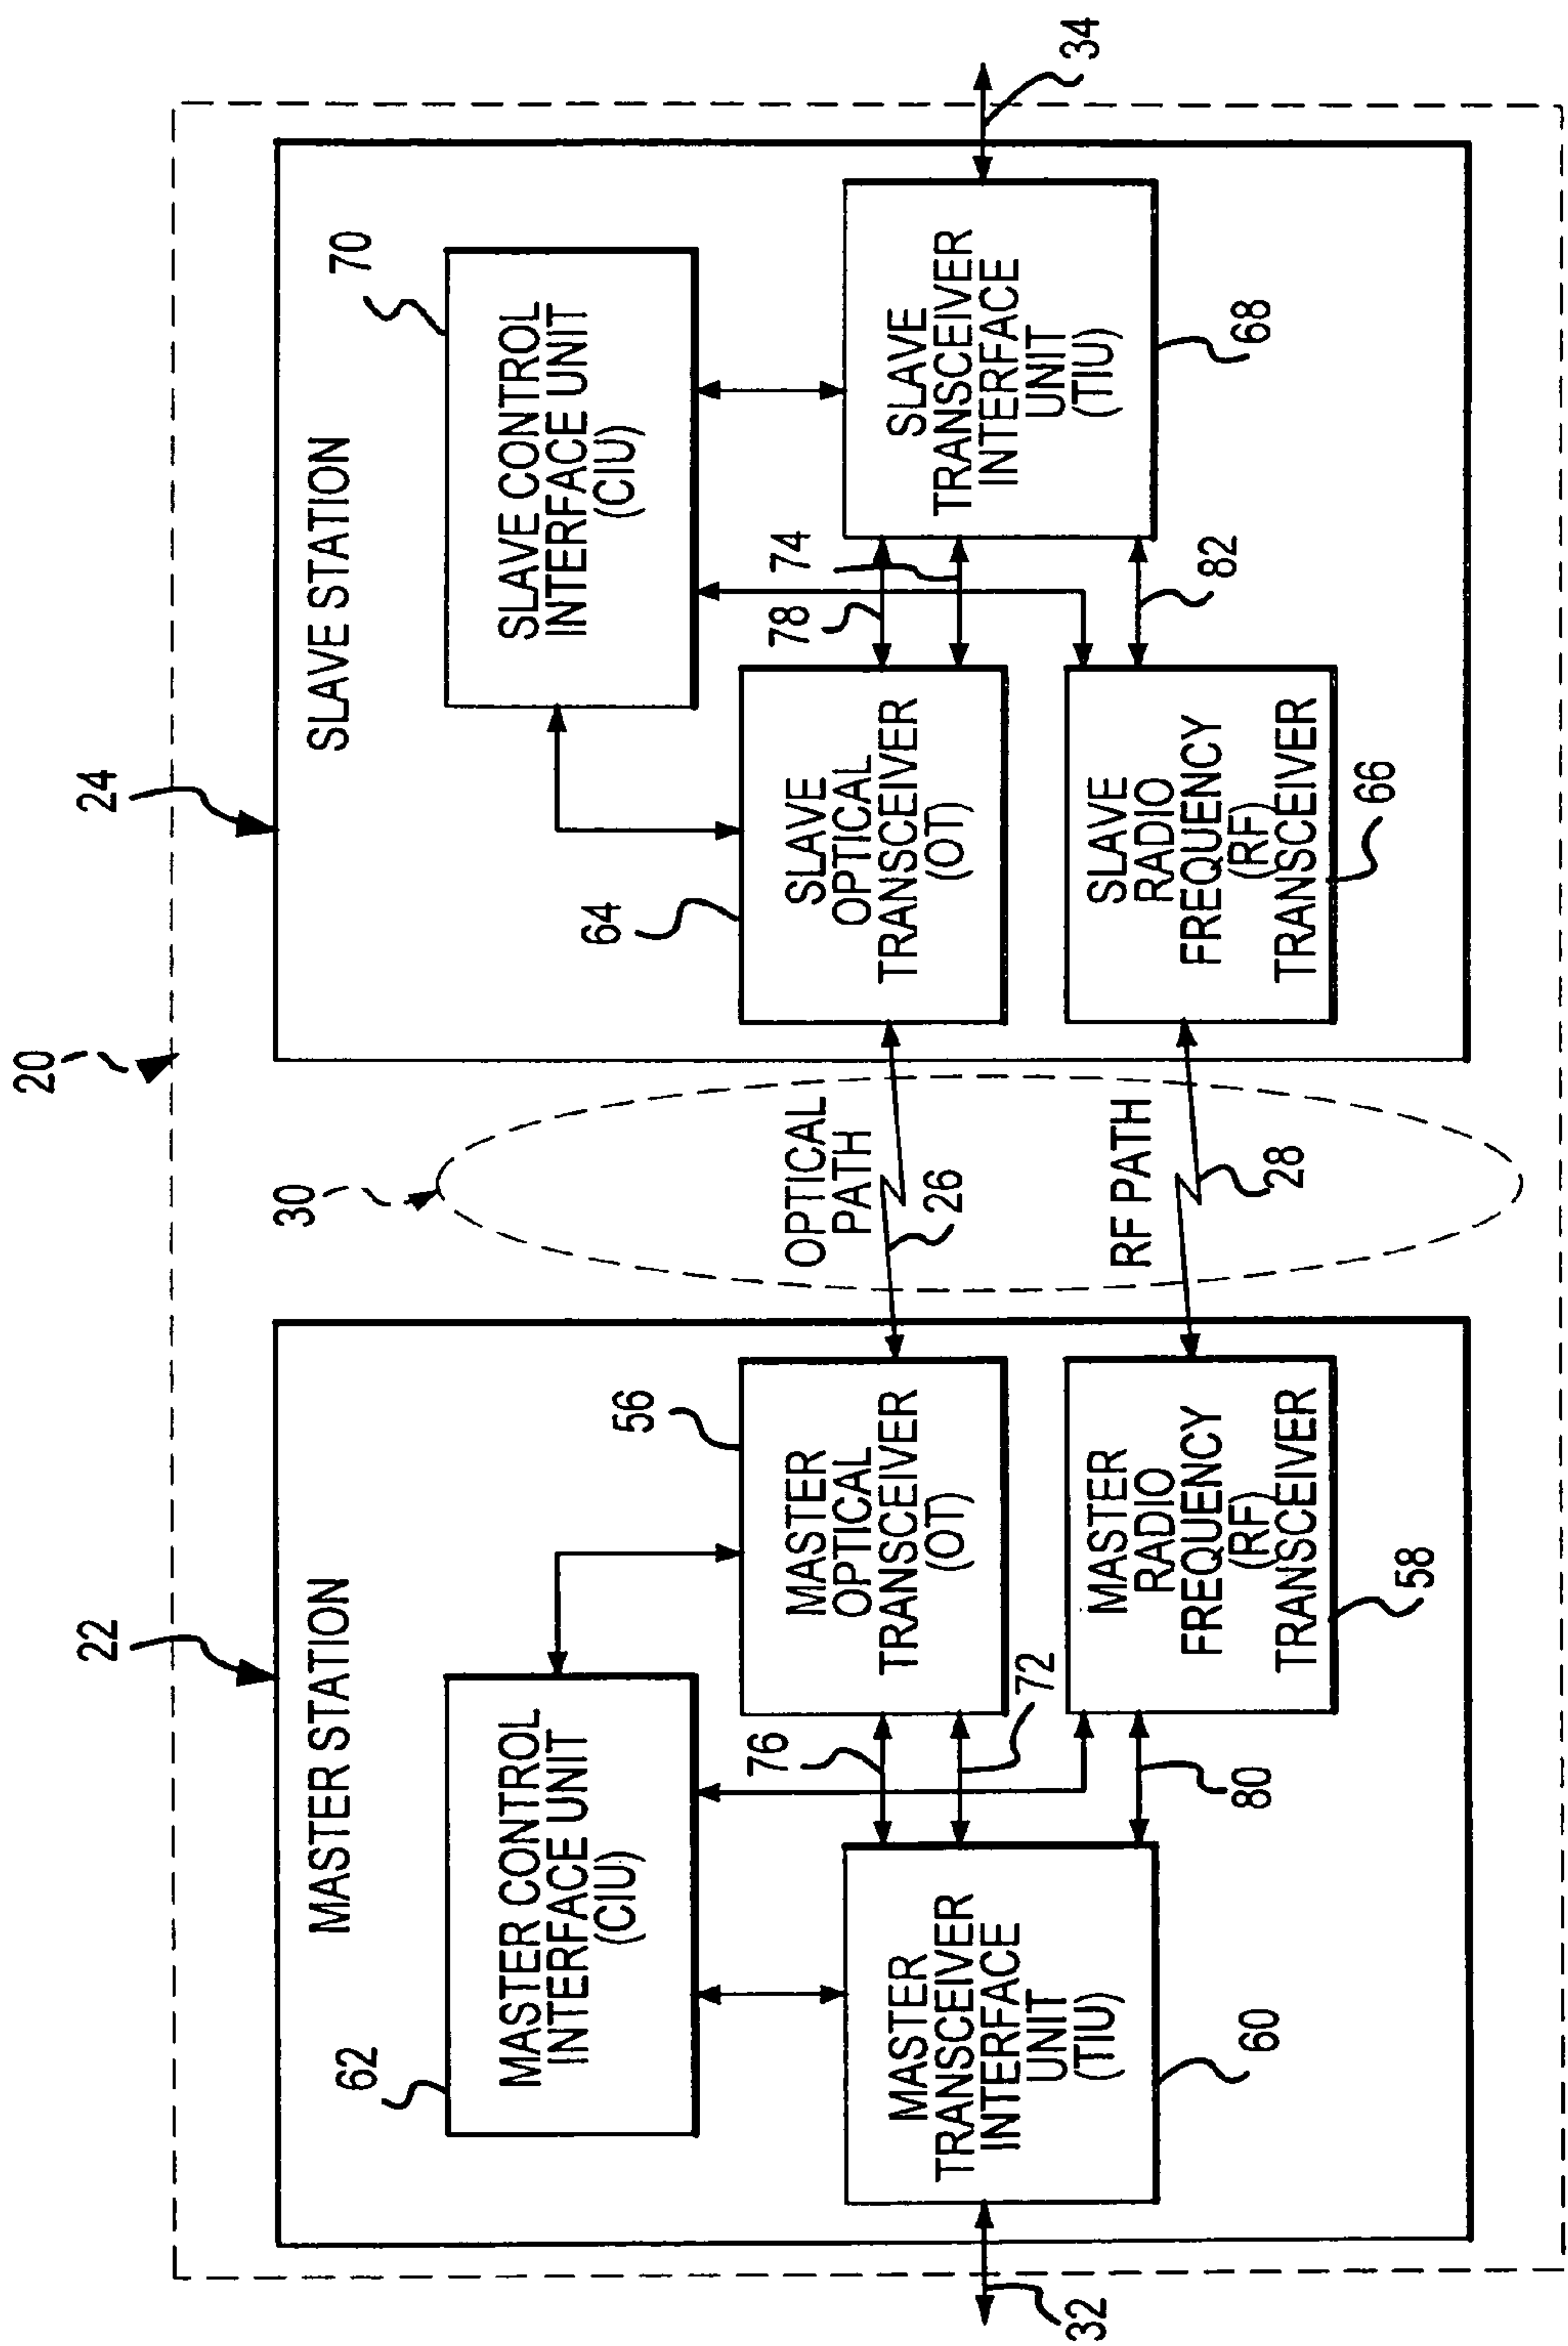 20
22
24
MASTER STATION
SLAVE STATION
62
MASTER CONTROL
INTERFACE UNIT
(CIU)
70
SLAVE CONTROL
INTERFACE UNIT
(CIU)
30
56
64
76
72
78
74
MASTER
OPTICAL
TRANSCEIVER
(OT)
OPTICAL
PATH
26
SLAVE
OPTICAL
TRANSCEIVER
(OT)
MASTER
TRANSCEIVER
INTERFACE
UNIT
(TIU)
SLAVE
TRANSCEIVER
INTERFACE
UNIT
(TIU)
32
34
MASTER
RADIO
FREQUENCY
(RF)
TRANSCEIVER
RF PATH
28
SLAVE
RADIO
FREQUENCY
(RF)
TRANSCEIVER
60
80
58
66
82
68